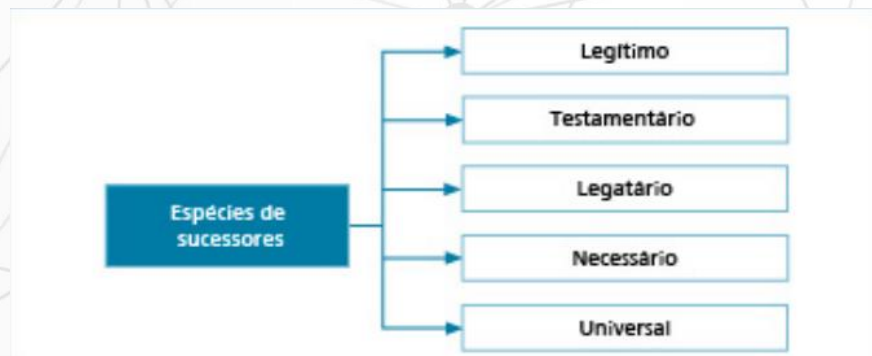 Legítimo
Testamentário
Legatário
Espécies de
sucessores
Necessário
Universal